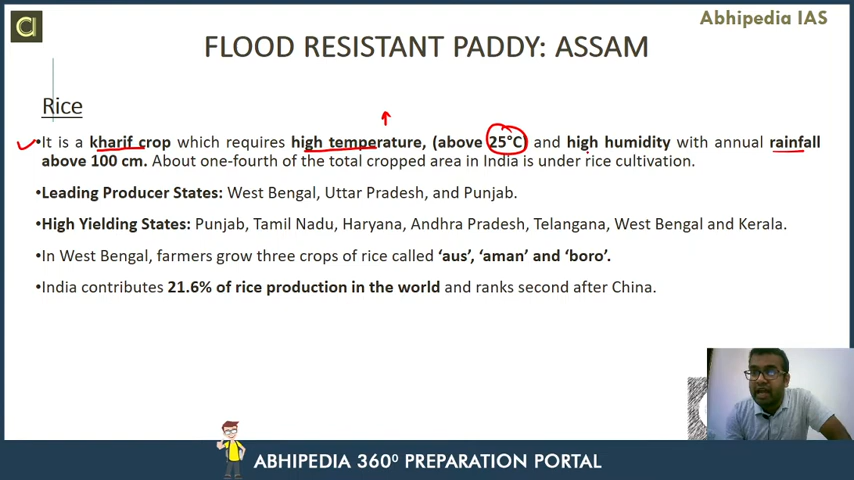 Abhipedia IAS
FLOOD RESISTANT PADDY: ASSAM
Rice
•It is a kharif crop which requires high temperature, (above 25°C) and high humidity with annual rainfall
above 100 cm. About one-fourth of the total cropped area in India is under rice cultivation.
•Leading Producer States: West Bengal, Uttar Pradesh, and Punjab.
•High Yielding States: Punjab, Tamil Nadu, Haryana, Andhra Pradesh, Telangana, West Bengal and Kerala.
•In West Bengal, farmers grow three crops of rice called ‘aus’, ‘aman’ and ‘boro’.
•India contributes 21.6% of rice production in the world and ranks second after China.
ABHIPEDIA 360⁰ PREPARATION PORTAL